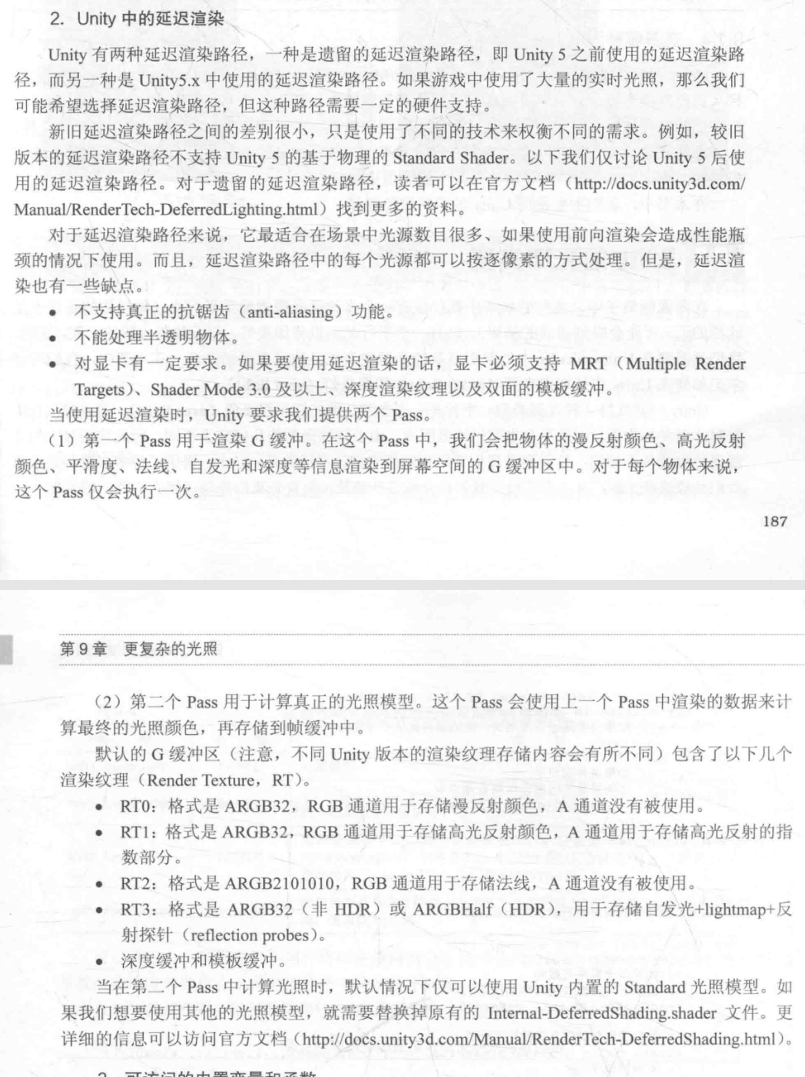 2. Unity 中的延迟渲染
Unity 有两种延迟渲染路径，一种是遗留的延迟渲染路径，即 Unity 5 之前使用的延迟渲染路
径，而另一种是 Unity5.x 中使用的延迟渲染路径。如果游戏中使用了大量的实时光照，那么我们
可能希望选择延迟渲染路径，但这种路径需要一定的硬件支持。
新旧延迟渲染路径之间的差别很小，只是使用了不同的技术来权衡不同的需求。例如，较旧
版本的延迟渲染路径不支持 Unity 5 的基于物理的 Standard Shader。以下我们仅讨论 Unity 5 后使
用的延迟渲染路径。对于遗留的延迟渲染路径，读者可以在官方文档（http://docs.unity3d.com/
Manual/RenderTech-DeferredLighting.html）找到更多的资料。
对于延迟渲染路径来说，它最适合在场景中光源数目很多、如果使用前向渲染会造成性能瓶
颈的情况下使用。而且，延迟渲染路径中的每个光源都可以按逐像素的方式处理。但是，延迟渲
染也有一些缺点。
• 不支持真正的抗锯齿（anti-aliasing）功能。
• 不能处理半透明物体。
• 对显卡有一定要求。如果要使用延迟渲染的话，显卡必须支持 MRT（Multiple Render
Targets）、Shader Mode 3.0 及以上、深度渲染纹理以及双面的模板缓冲。
当使用延迟渲染时，Unity 要求我们提供两个 Pass。
（1）第一个 Pass 用于渲染 G 缓冲。在这个 Pass 中，我们会把物体的漫反射颜色、高光反射
颜色、平滑度、法线、自发光和深度等信息渲染到屏幕空间的 G 缓冲区中。对于每个物体来说，
这个 Pass 仅会执行一次。
187
第 9 章 更复杂的光照
（2）第二个 Pass 用于计算真正的光照模型。这个 Pass 会使用上一个 Pass 中渲染的数据来计
算最终的光照颜色，再存储到帧缓冲中。
默认的 G 缓冲区（注意，不同 Unity 版本的渲染纹理存储内容会有所不同）包含了以下几个
渲染纹理（Render Texture，RT）。
• RT0：格式是 ARGB32，RGB 通道用于存储漫反射颜色，A 通道没有被使用。
• RT1：格式是 ARGB32，RGB 通道用于存储高光反射颜色，A 通道用于存储高光反射的指
数部分。
• RT2：格式是 ARGB2101010，RGB 通道用于存储法线，A 通道没有被使用。
• RT3：格式是 ARGB32（非 HDR）或 ARGBHalf（HDR），用于存储自发光+lightmap+反
射探针（reflection probes）。
• 深度缓冲和模板缓冲。
当在第二个 Pass 中计算光照时，默认情况下仅可以使用 Unity 内置的 Standard 光照模型。如
果我们想要使用其他的光照模型，就需要替换掉原有的 Internal-DeferredShading.shader 文件。更
详细的信息可以访问官方文档（http://docs.unity3d.com/Manual/RenderTech-DeferredShading.html）。